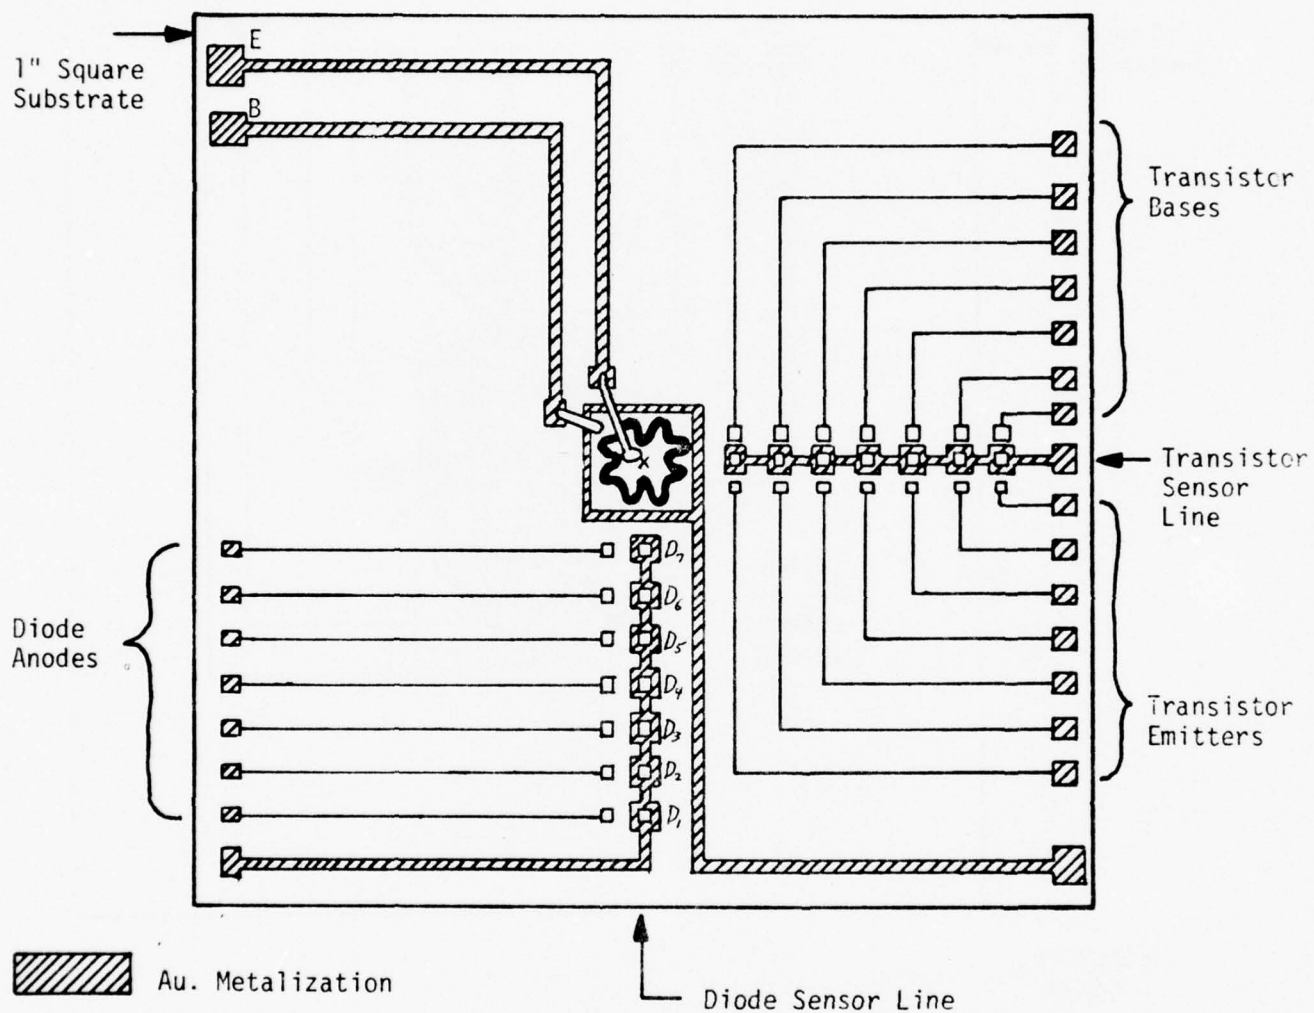 E
1" Square
Substrate
B
Transistor
Bases
Transistor
Sensor
Line
X
D7
D6
D5
D4
D3
D2
D1
Diode
Anodes
Transistor
Emitters
Au. Metalization
Diode Sensor Line